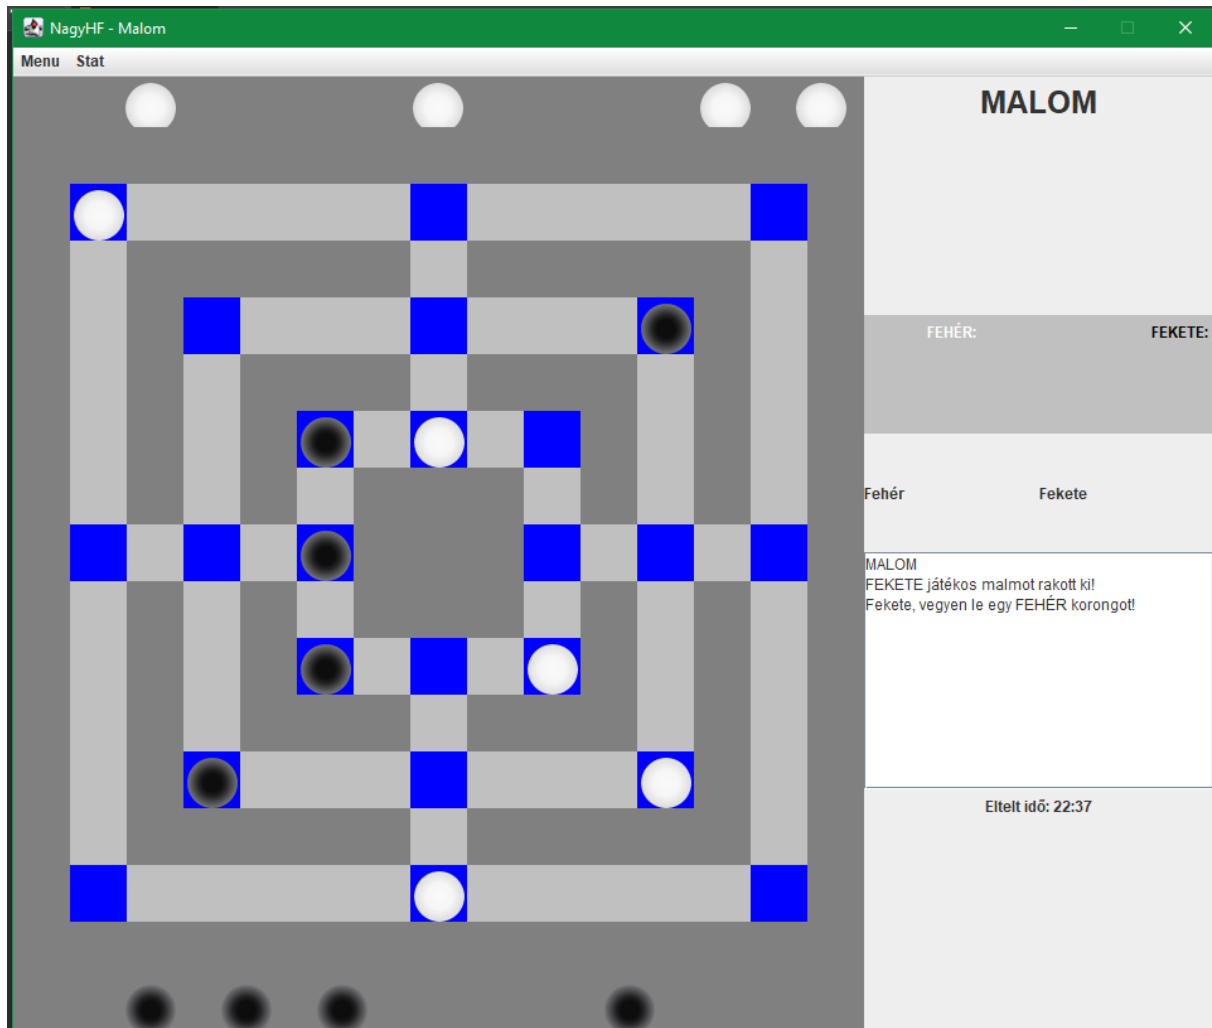 NagyHF - Malom
Menu Stat
MALOM
FEHÉR: FEKETE:
Fehér Fekete
MALOM
FEKETE játékos malmot rakott ki!
Fekete, vegyen le egy FEHÉR korongot!
Eltelt idő: 22:37